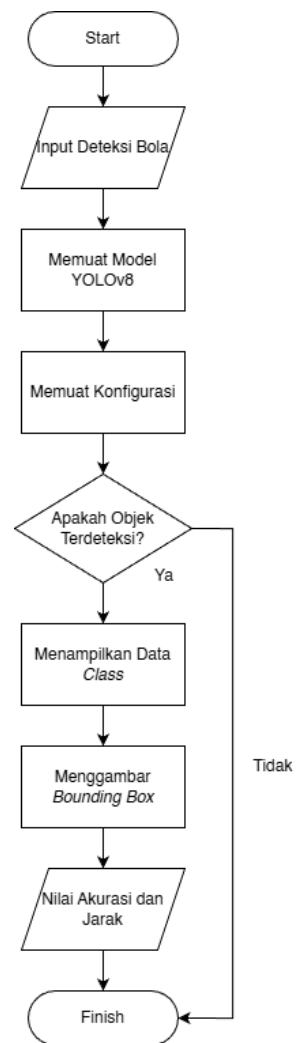 Start
Input Deteksi Bola
Memuat Model
YOLOv8
Memuat Konfigurasi
Apakah Objek
Terdeteksi?
Ya
Menampilkan Data
Class
Tidak
Menggambar
Bounding Box
Nilai Akurasi dan
Jarak
Finish